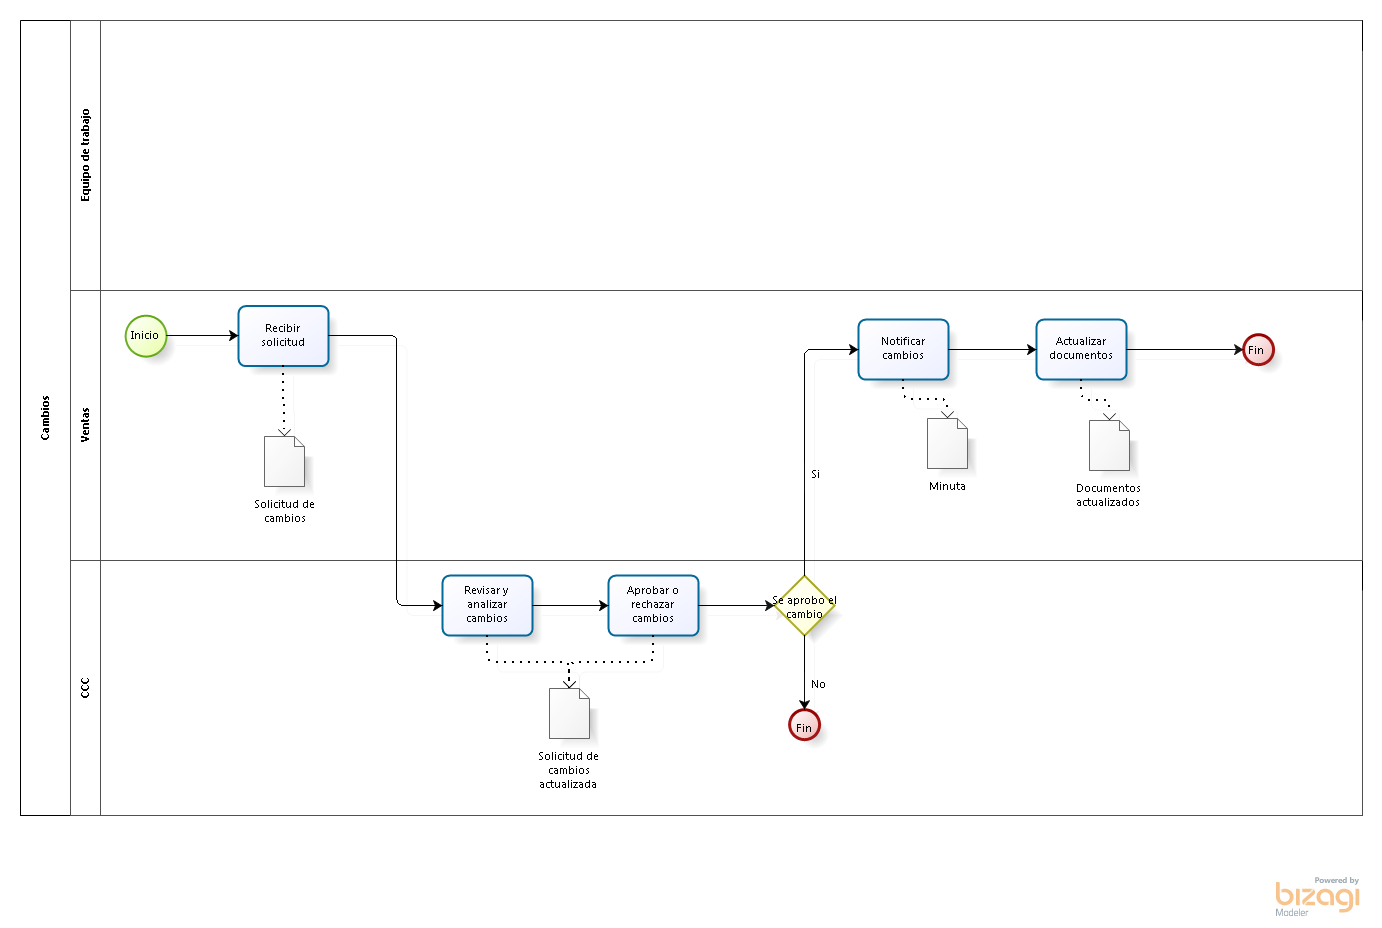 Cambios
Equipo de trabajo
Ventas
Inicio
Recibir
solicitud
Solicitud de
cambios
Notificar
cambios
Actualizar
documentos
Fin
Minuta
Documentos
actualizados
Si
CCC
Revisar y
analizar
cambios
Aprobar o
rechazar
cambios
Se aprobo el
cambio
No
Fin
Solicitud de
cambios
actualizada
Powered by
bizagi
Modeler